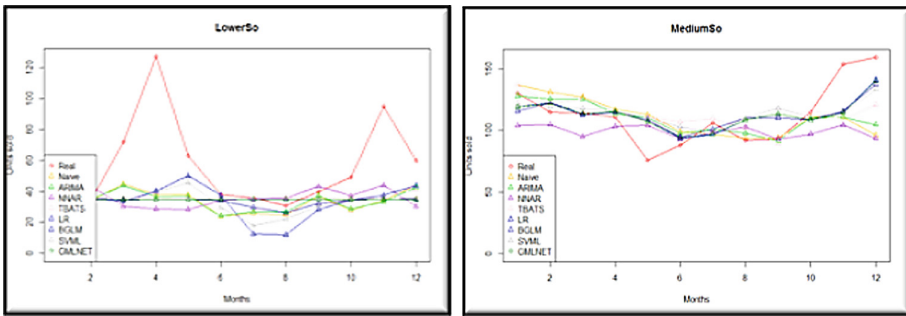 LowerSo
120
100
80
60
40
20
0
Units sold
Real
Naive
ARIMA
NNAR
TBATS
LR
BGLM
SVML
GMLNET
2 4 6 8 10 12
Months
MediumSo
150
100
50
0
Units sold
Real
Naive
ARIMA
NNAR
TBATS
LR
BGLM
SVML
GMLNET
2 4 6 8 10 12
Months